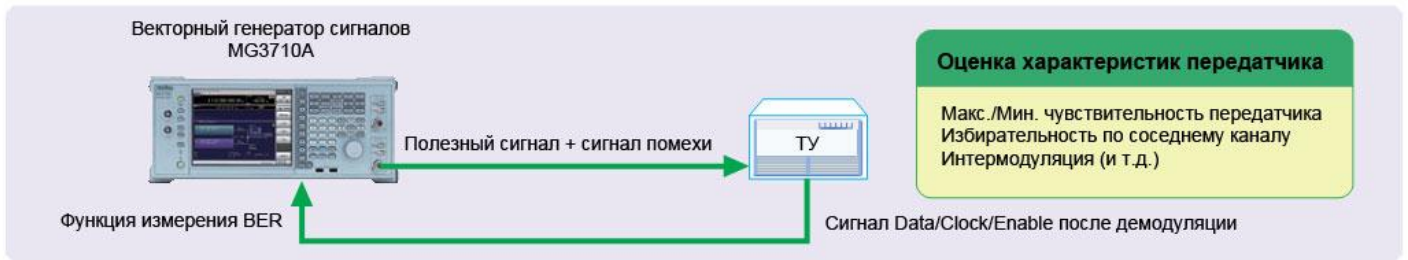 Векторный генератор сигналов
MG3710A
Оценка характеристик передатчика
Макс./Мин. чувствительность передатчика
Избирательность по соседнему каналу
Интермодуляция (и т.д.)
Полезный сигнал + сигнал помехи
ТУ
Функция измерения BER
Сигнал Data/Clock/Enable после демодуляции